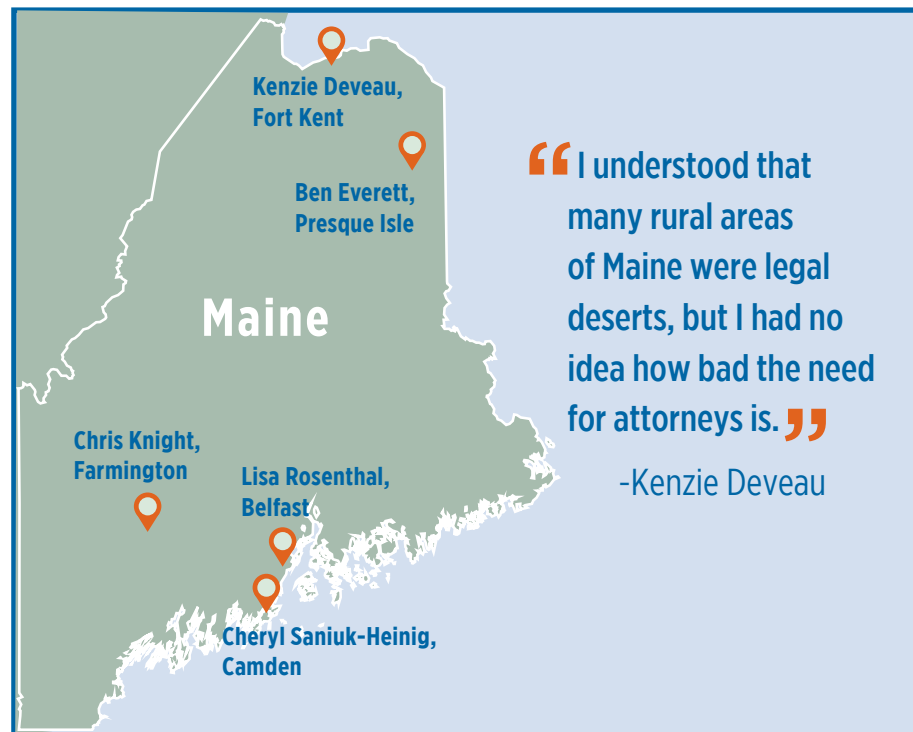 Kenzie Deveau,
Fort Kent
Ben Everett,
Presque Isle
Maine
Chris Knight,
Farmington
Lisa Rosenthal,
Belfast
Cheryl Saniuk-Heinig,
Camden
“ I understood that
many rural areas
of Maine were legal
deserts, but I had no
idea how bad the need
for attorneys is. ”
-Kenzie Deveau